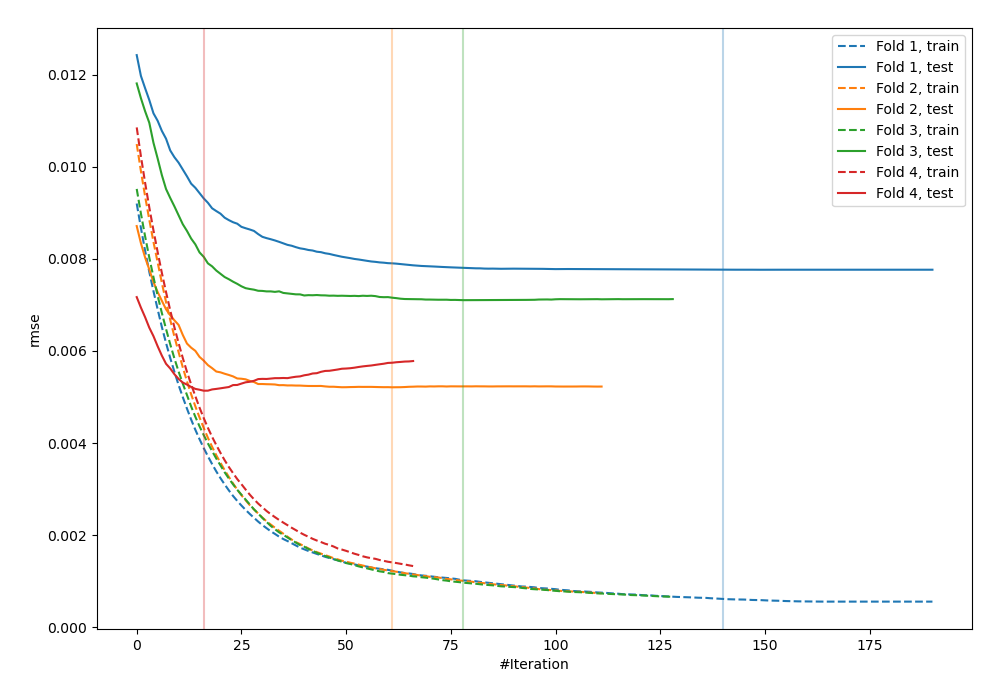 0.012
0.010
0.008
0.006
0.004
0.002
0.000
rmse
0
25
50
75
100
125
150
175
#Iteration
Fold 1, train
Fold 1, test
Fold 2, train
Fold 2, test
Fold 3, train
Fold 3, test
Fold 4, train
Fold 4, test